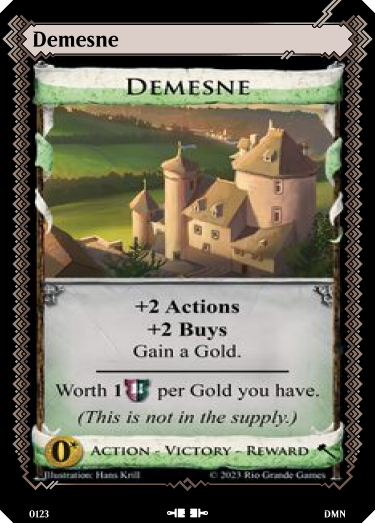 Demesne
DEMESNE
+2 Actions
+2 Buys
Gain a Gold.
Worth 1 per Gold you have.
(This is not in the supply.)
0* ACTION - VICTORY - REWARD
Illustration: Hans Krill © 2023 Rio Grande Games
0123 DMN